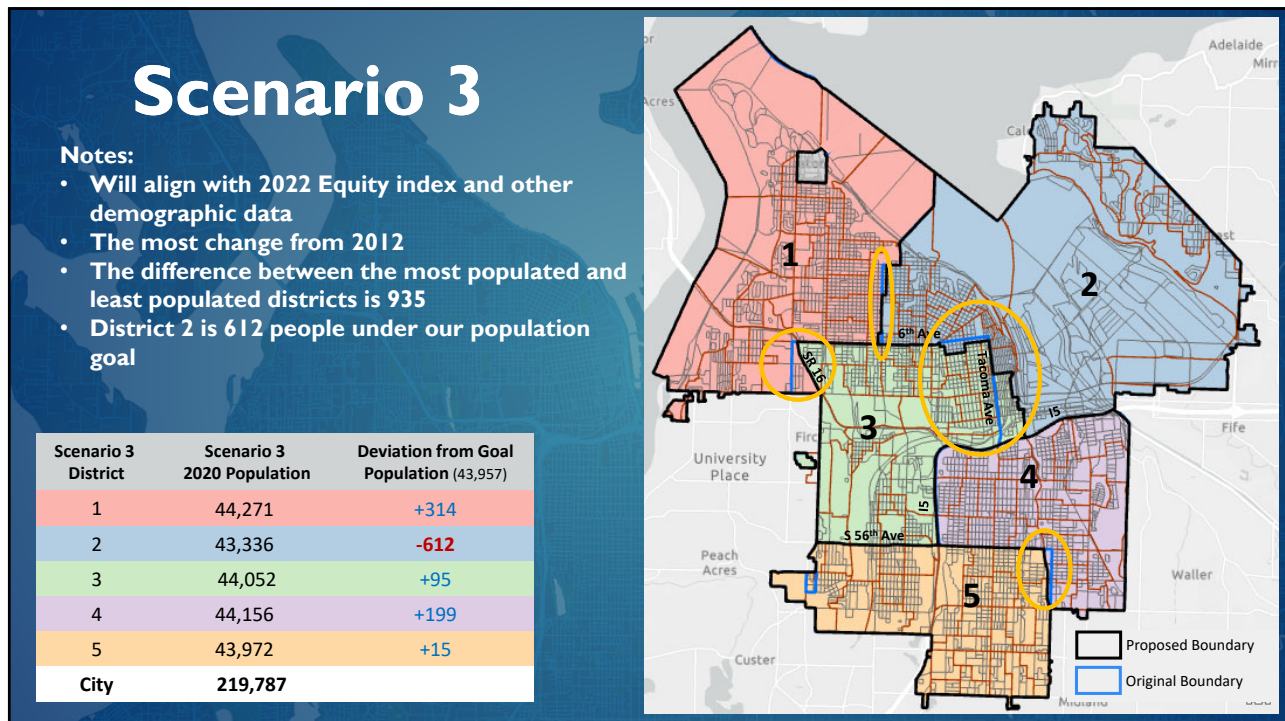 Scenario 3
Notes:
• Will align with 2022 Equity index and other
demographic data
• The most change from 2012
• The difference between the most populated and
least populated districts is 935
• District 2 is 612 people under our population
goal
Scenario 3 District Scenario 3 2020 Population Deviation from Goal Population (43,957)
1 44,271 +314
2 43,336 -612
3 44,052 +95
4 44,156 +199
5 43,972 +15
City 219,787
Adelaide
Acres
1
2
6th Ave
SR 16
Tacoma Ave
I5
3
Fife
University
Place
4
I5
S 56th Ave
Peach
Acres
Waller
5
Custer
Proposed Boundary
Original Boundary